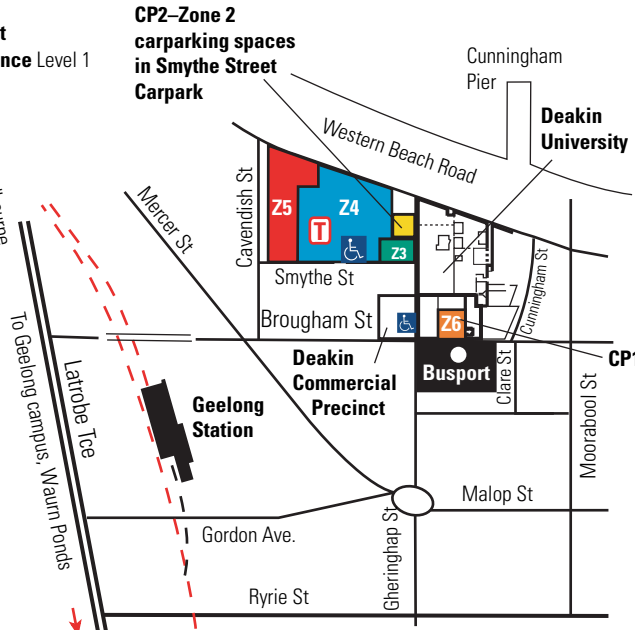 CP2–Zone 2
carparking spaces
in Smythe Street
Carpark
nce Level 1
Cunningham
Pier
Deakin
University
Western Beach Road
Cavendish St
Mercer St
Z5
Z4
T
Z3
Smythe St
Brougham St
Z6
Cunningham St
CP1
Deakin
Commercial
Precinct
Busport
Clare St
Moorabool St
To Geelong campus, Waurn Ponds
Latrobe Tce
Geelong
Station
Malop St
Gordon Ave.
Gheringhap St
Ryrie St